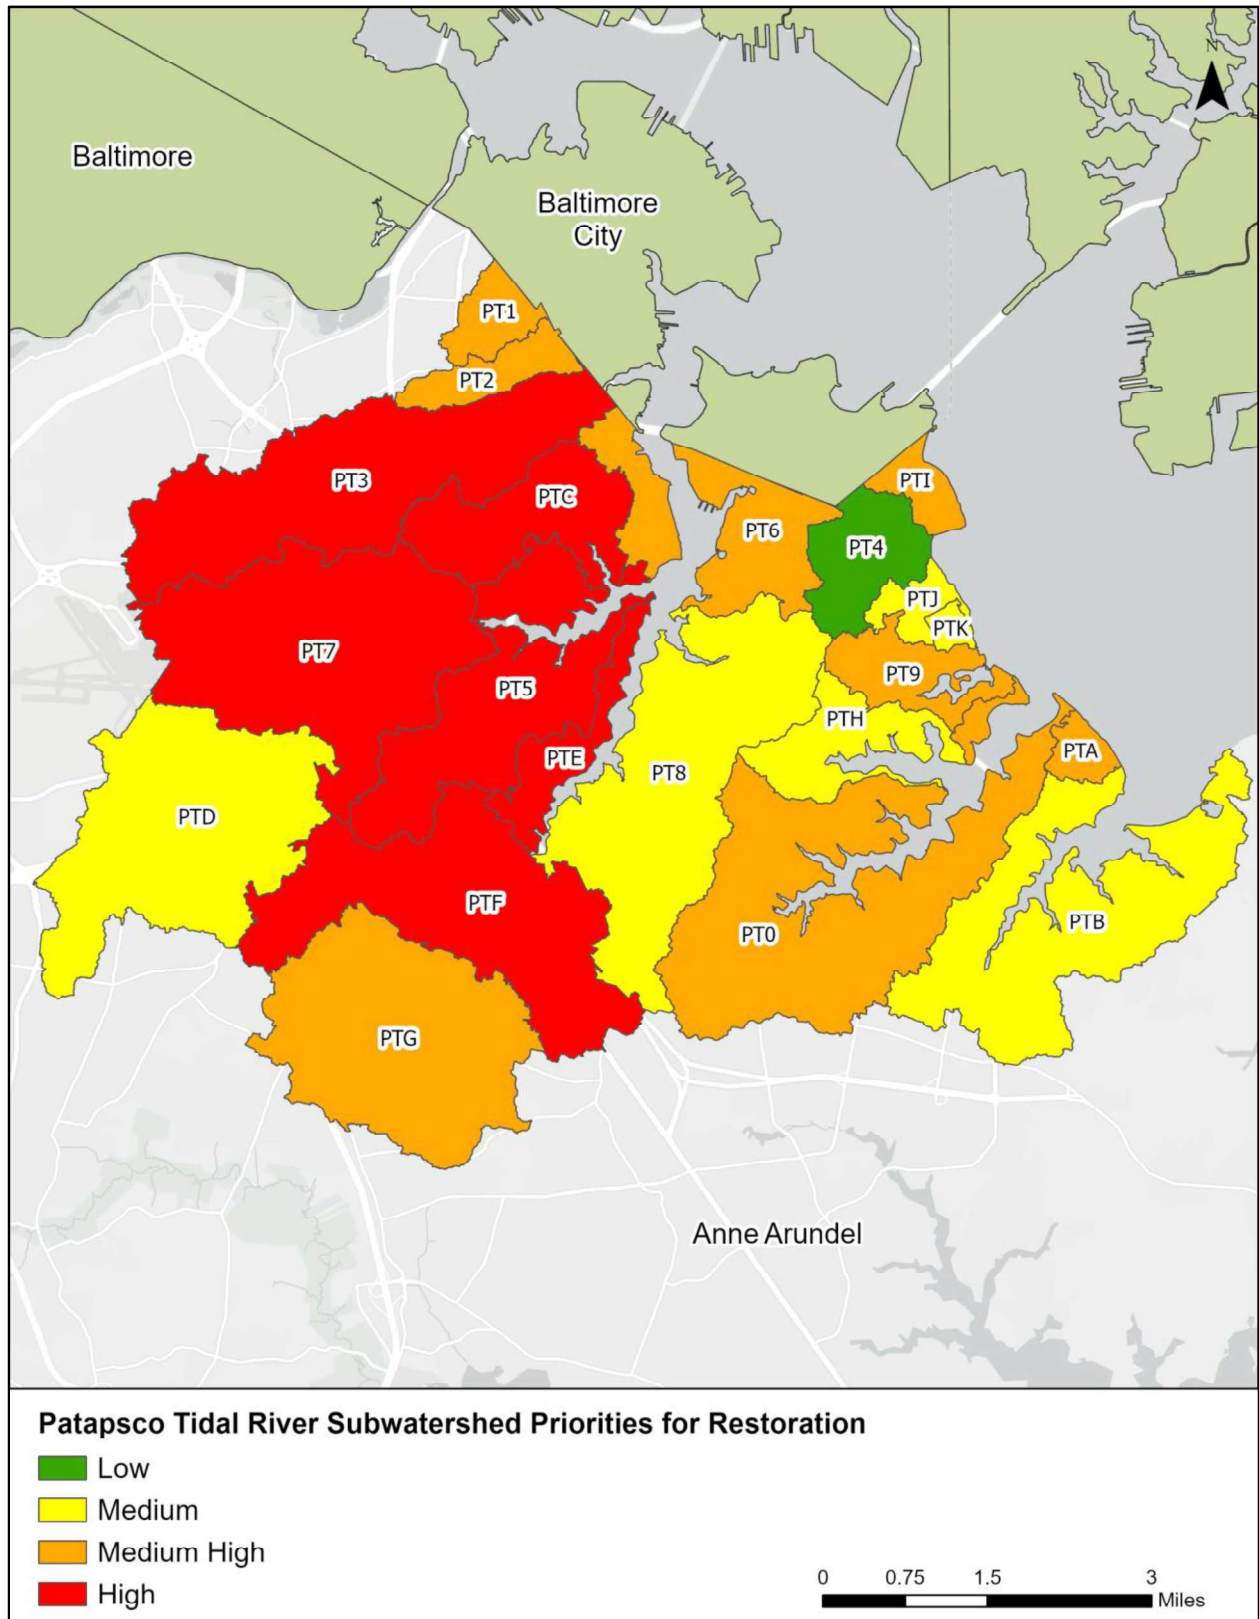 N
Baltimore
Baltimore
City
PT1
PT2
PT3
PTC
PTI
PT6
PT4
PTJ
PTK
PT7
PT9
PT5
PTH
PTE
PTA
PT8
PTD
PTF
PTB
PT0
PTG
Anne Arundel
Patapsco Tidal River Subwatershed Priorities for Restoration
Low
Medium
Medium High
High
0 0.75 1.5 3
Miles